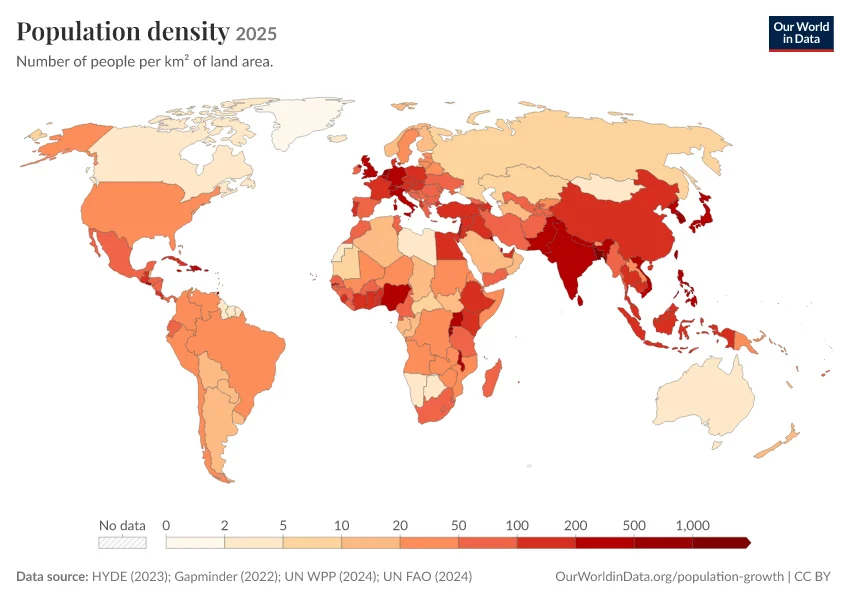 Population density 2025
Number of people per km² of land area.
Our World
in Data
No data
0
2
5
10
20
50
100
200
500
1,000
Data source: HYDE (2023); Gapminder (2022); UN WPP (2024); UN FAO (2024)
OurWorldinData.org/population-growth | CC BY